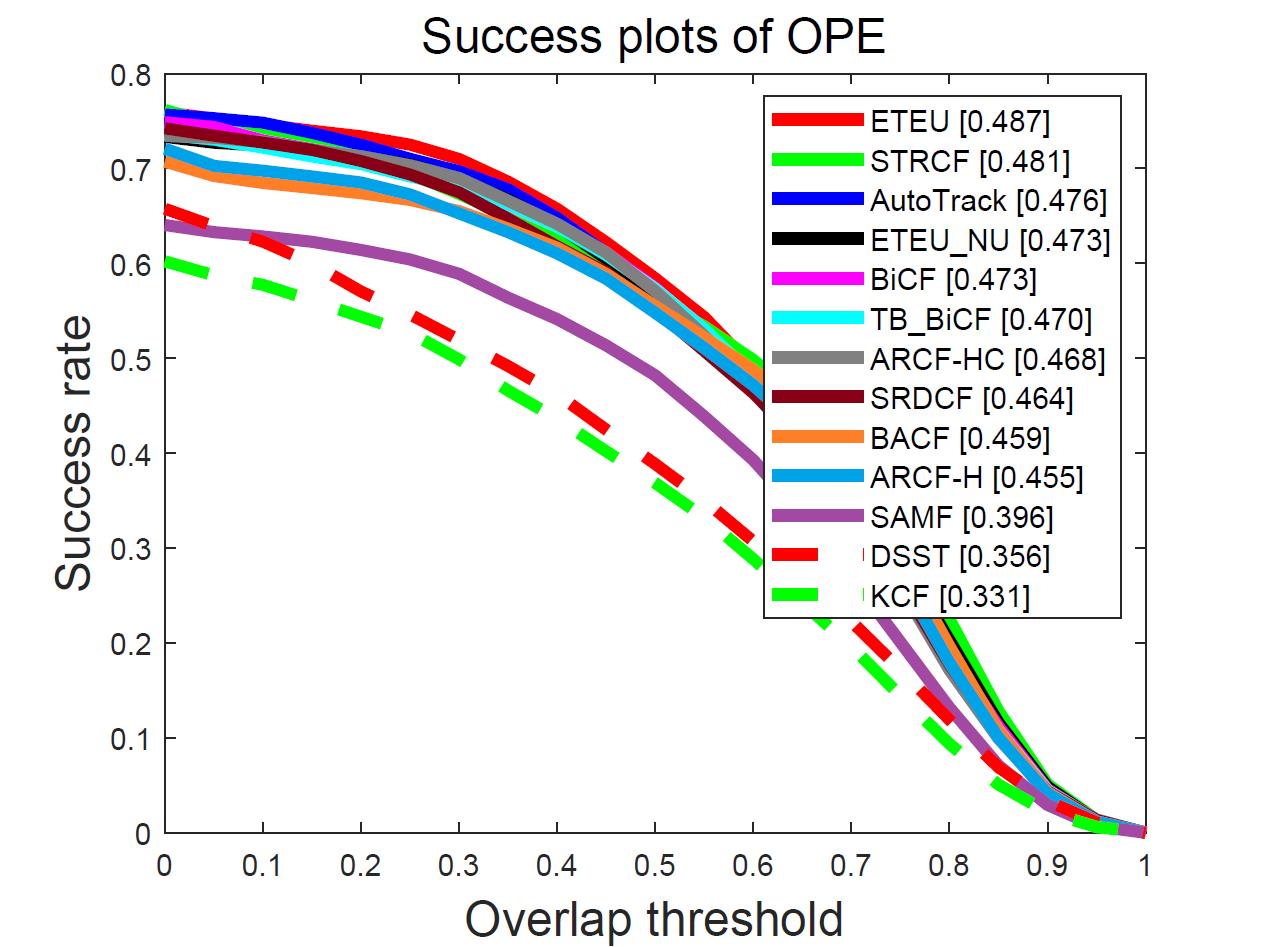 Success plots of OPE
0.8
0.7
0.6
0.5
0.4
0.3
0.2
0.1
0
Success rate
ETEU [0.487]
STRCF [0.481]
AutoTrack [0.476]
ETEU_NU [0.473]
BiCF [0.473]
TB_BiCF [0.470]
ARCF-HC [0.468]
SRDCF [0.464]
BACF [0.459]
ARCF-H [0.455]
SAMF [0.396]
DSST [0.356]
KCF [0.331]
0 0.1 0.2 0.3 0.4 0.5 0.6 0.7 0.8 0.9 1
Overlap threshold